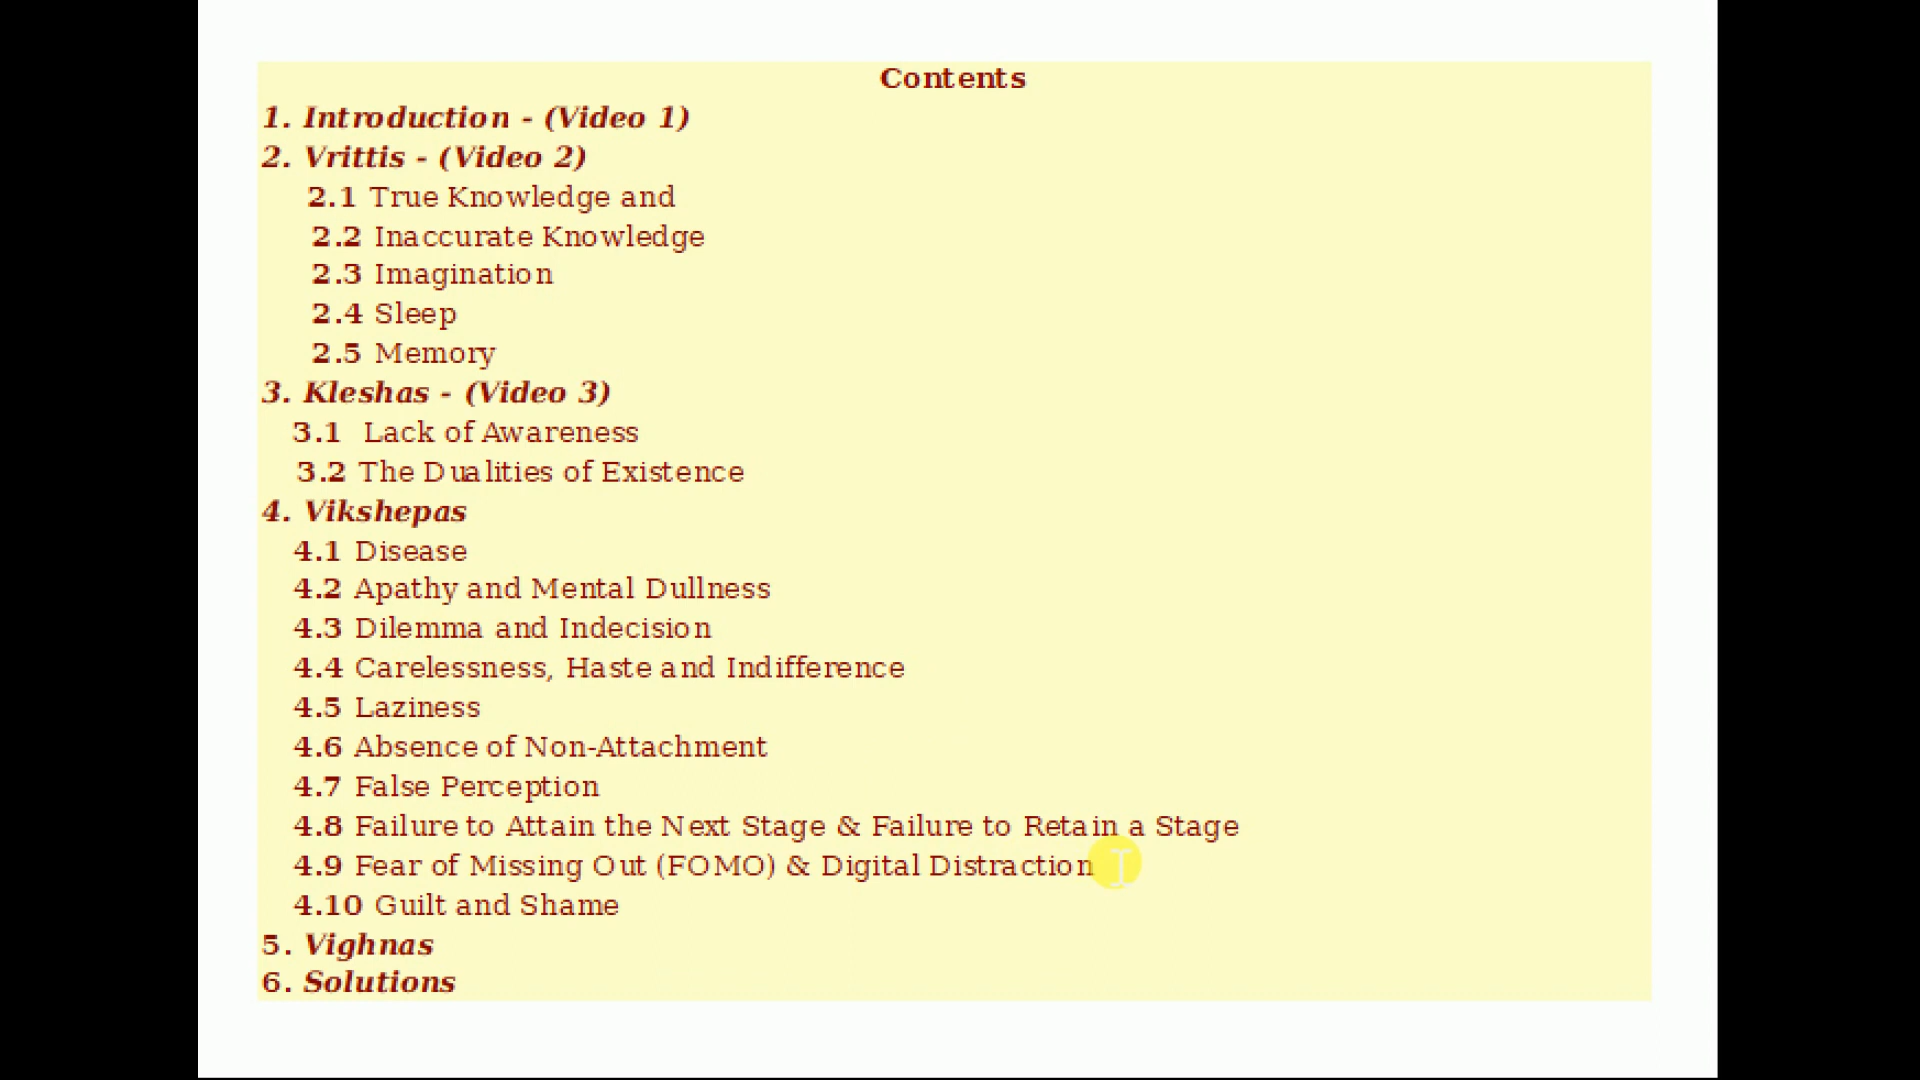 Contents
1. Introduction - (Video 1)
2. Vrittis - (Video 2)
2.1 True Knowledge and
2.2 Inaccurate Knowledge
2.3 Imagination
2.4 Sleep
2.5 Memory
3. Kleshas - (Video 3)
3.1 Lack of Awareness
3.2 The Dualities of Existence
4. Vikshepas
4.1 Disease
4.2 Apathy and Mental Dullness
4.3 Dilemma and Indecision
4.4 Carelessness, Haste and Indifference
4.5 Laziness
4.6 Absence of Non-Attachment
4.7 False Perception
4.8 Failure to Attain the Next Stage & Failure to Retain a Stage
4.9 Fear of Missing Out (FOMO) & Digital Distraction
4.10 Guilt and Shame
5. Vighnas
6. Solutions